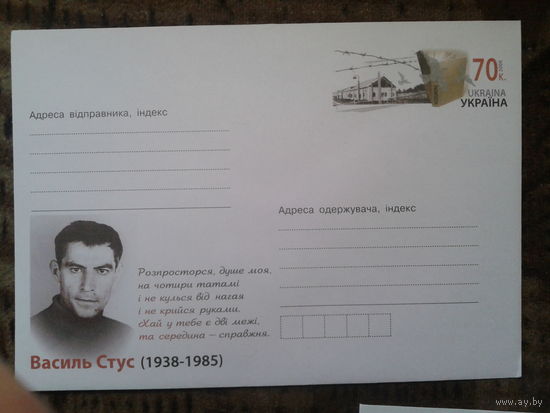 70
UKRAINA
УКРАЇНА
Адреса відправника, індекс
Адреса одержувача, індекс
Розпросторся, душе моя,
на чотири татамі
і не кулься від нагая
і не крийся руками.
Хай у тебе є дві межі,
та середина – справжня.
Василь Стус (1938-1985)
www.ay.by